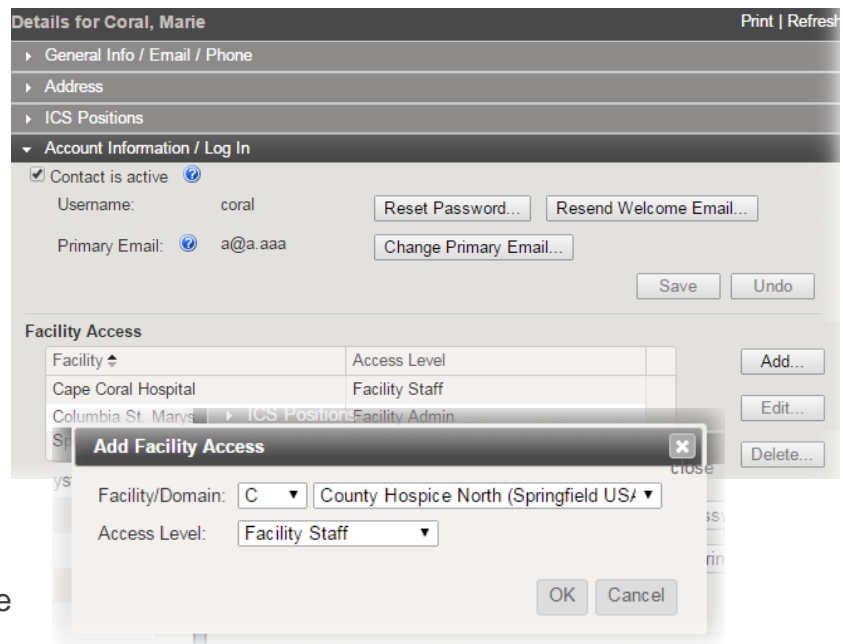 Details for Coral, Marie Print | Refresh
General Info / Email / Phone
Address
ICS Positions
Account Information / Log In
Contact is active
Username: coral Reset Password... Resend Welcome Email...
Primary Email: a@a.aaa Change Primary Email...
Save Undo
Facility Access
Facility Access Level Add...
Cape Coral Hospital Facility Staff
Columbia St. Marys ICS Positions Facility Admin Edit...
Add Facility Access Delete...
close
Facility/Domain: C County Hospice North (Springfield USA
Access Level: Facility Staff
OK Cancel
e